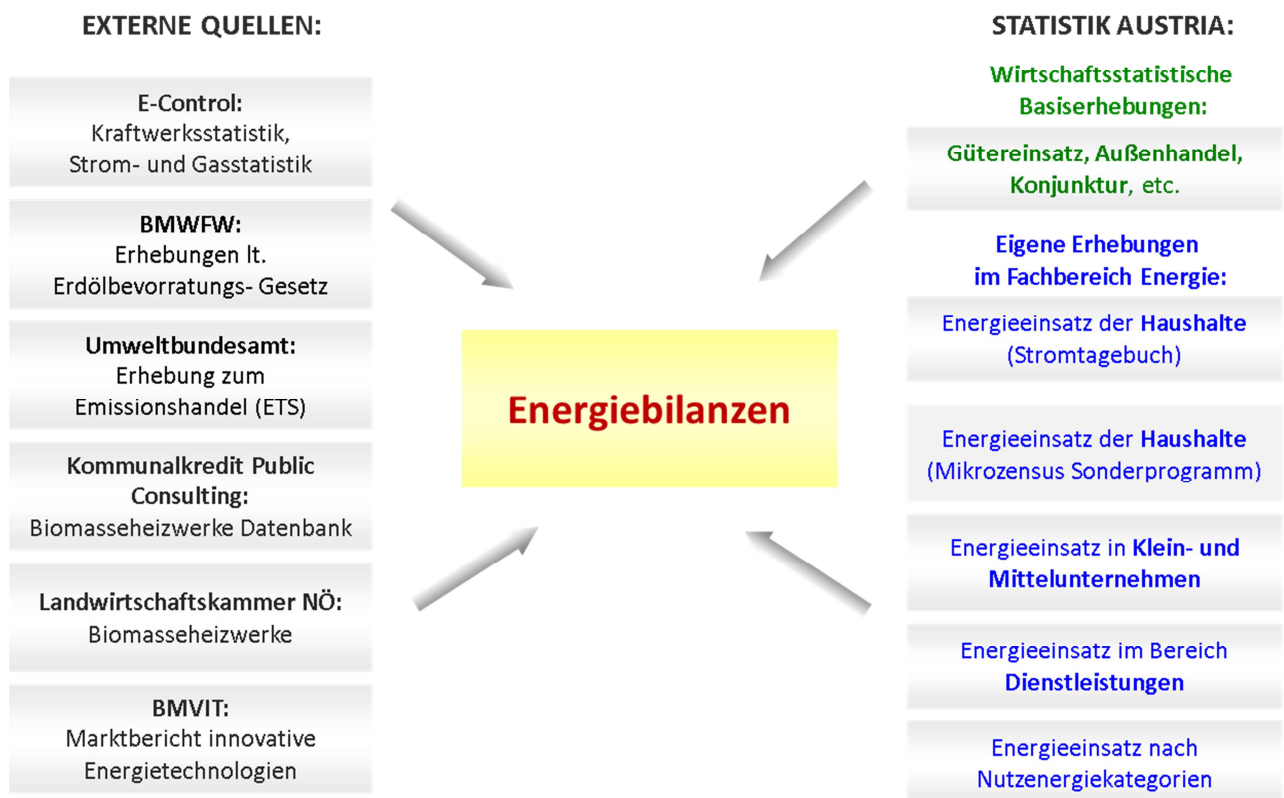 EXTERNE QUELLEN:
E-Control:
Kraftwerksstatistik,
Strom- und Gasstatistik
BMWFW:
Erhebungen lt.
Erdölbevorratungs- Gesetz
Umweltbundesamt:
Erhebung zum
Emissionshandel (ETS)
Kommunalkredit Public
Consulting:
Biomasseheizwerke Datenbank
Landwirtschaftskammer NÖ:
Biomasseheizwerke
BMVIT:
Marktbericht innovative
Energietechnologien
Energiebilanzen
STATISTIK AUSTRIA:
Wirtschaftsstatistische
Basiserhebungen:
Gütereinsatz, Außenhandel,
Konjunktur, etc.
Eigene Erhebungen
im Fachbereich Energie:
Energieeinsatz der Haushalte
(Stromtagebuch)
Energieeinsatz der Haushalte
(Mikrozensus Sonderprogramm)
Energieeinsatz in Klein- und
Mittelunternehmen
Energieeinsatz im Bereich
Dienstleistungen
Energieeinsatz nach
Nutzenergiekategorien